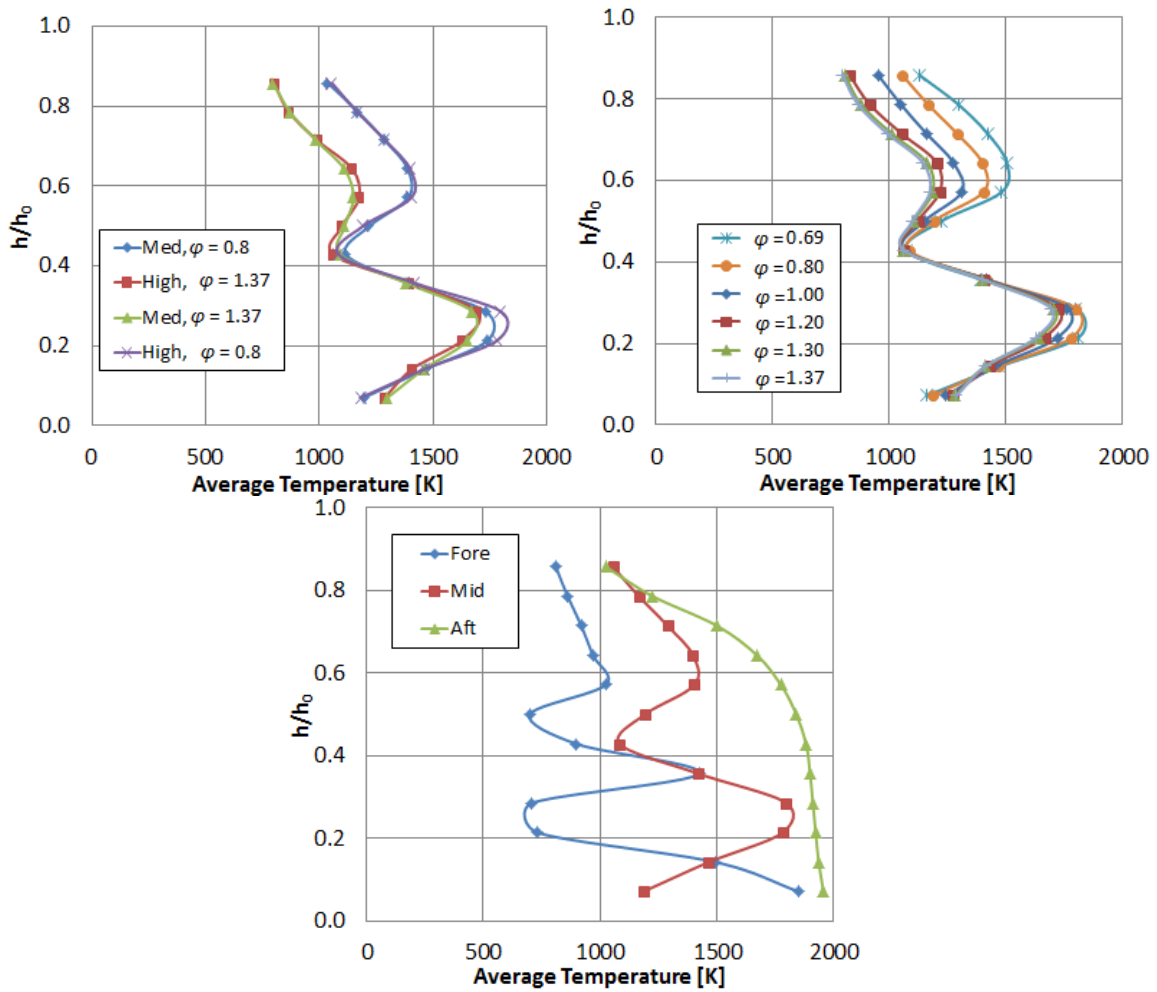 1.0
0.8
0.6
0.4
0.2
0.0
h/h0
Med, φ = 0.8
High, φ = 1.37
Med, φ = 1.37
High, φ = 0.8
0 500 1000 1500 2000
Average Temperature [K]
1.0
0.8
0.6
0.4
0.2
0.0
h/h0
φ = 0.69
φ = 0.80
φ = 1.00
φ = 1.20
φ = 1.30
φ = 1.37
0 500 1000 1500 2000
Average Temperature [K]
1.0
0.8
0.6
0.4
0.2
0.0
h/h0
Fore
Mid
Aft
0 500 1000 1500 2000
Average Temperature [K]